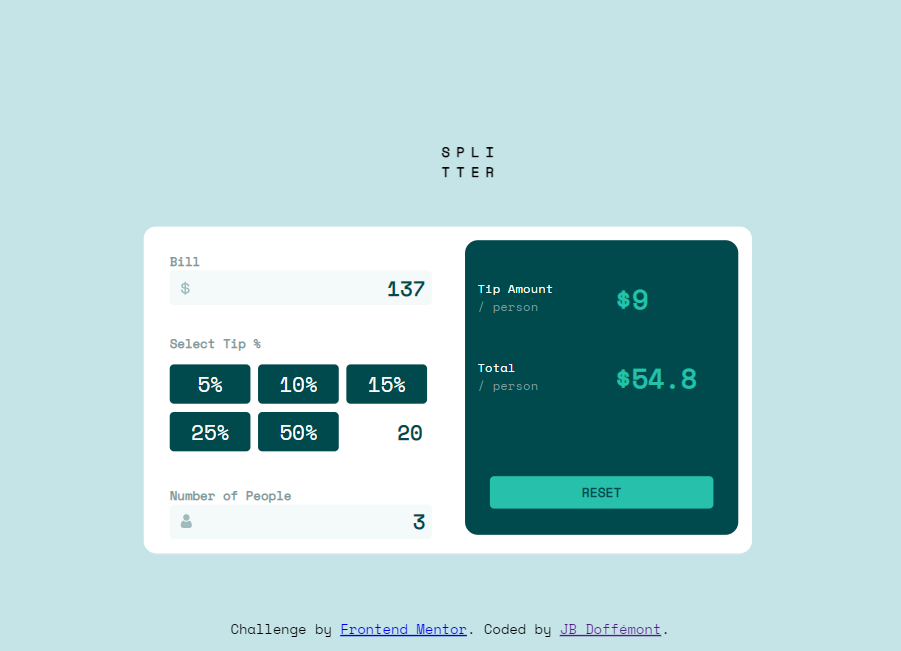 SPLI
TTER
Bill
$ 137
Select Tip %
5% 10% 15%
25% 50% 20
Number of People
3
Tip Amount
/ person
$9
Total
/ person
$54.8
RESET
Challenge by Frontend Mentor. Coded by JB Dofférmont.